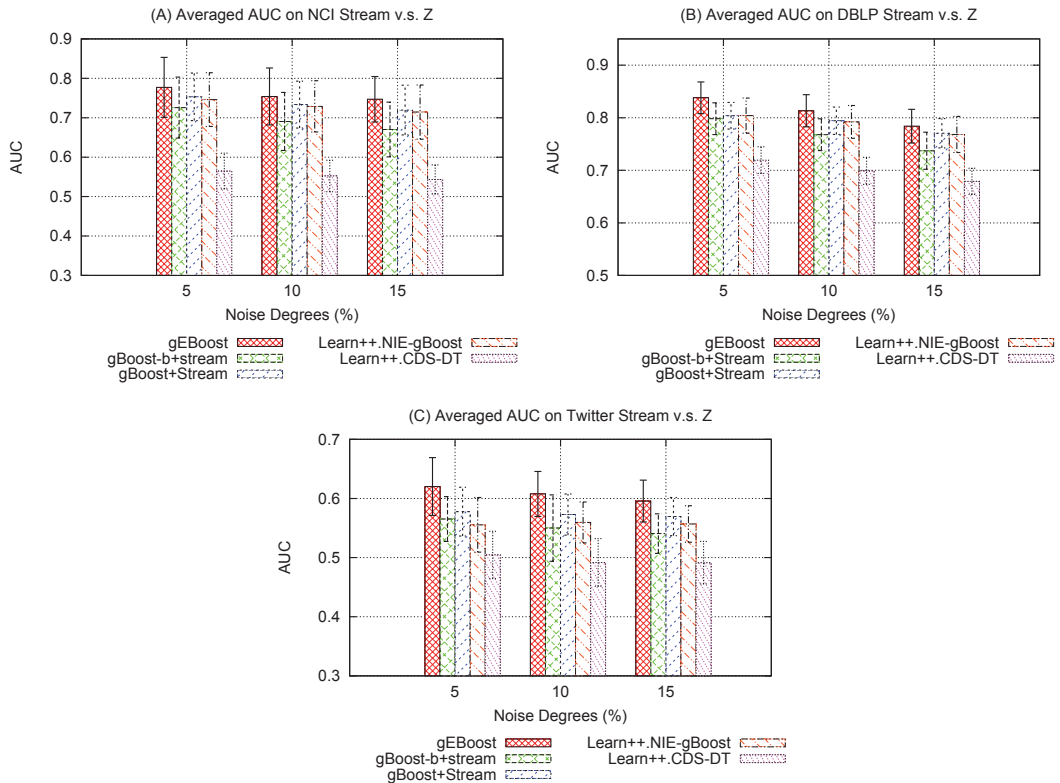 (A) Averaged AUC on NCI Stream v.s. Z
0.9
0.8
0.7
0.6
0.5
0.4
0.3
AUC
5 10 15
Noise Degrees (%)
gEBoost
gBoost-b+stream
gBoost+Stream
Learn++.NIE-gBoost
Learn++.CDS-DT
(B) Averaged AUC on DBLP Stream v.s. Z
0.9
0.8
0.7
0.6
0.5
AUC
5 10 15
Noise Degrees (%)
gEBoost
gBoost-b+Stream
gBoost+Stream
Learn++.NIE-gBoost
Learn++.CDS-DT
(C) Averaged AUC on Twitter Stream v.s. Z
0.7
0.6
0.5
0.4
0.3
AUC
5 10 15
Noise Degrees (%)
gEBoost
gBoost-b+stream
gBoost+Stream
Learn++.NIE-gBoost
Learn++.CDS-DT